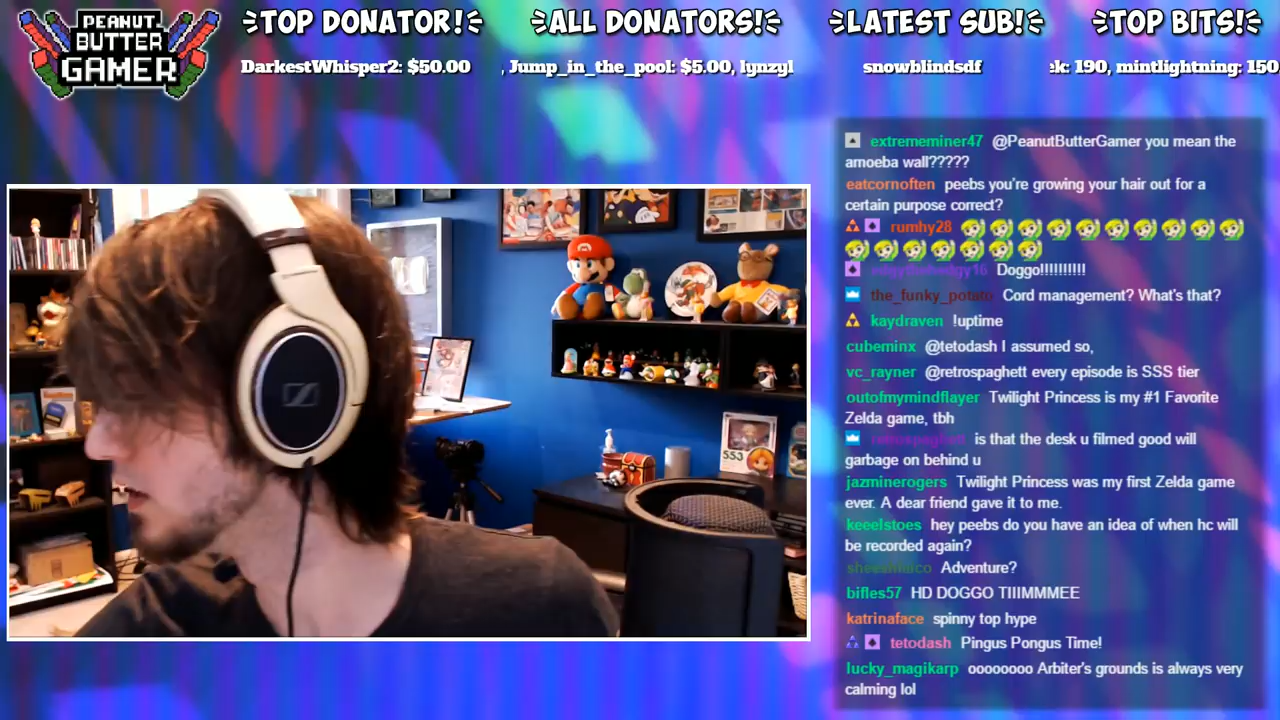 PEANUT
BUTTER
GAMER
TOP DONATOR!
ALL DONATORS!
LATEST SUB!
TOP BITS!
DarkestWhisper2: $50.00
, Jump_in_the_pool: $5.00, lynzyl
snowblindsdf
:k: 190, mintlightning: 150
extrememiner47 @PeanutButterGamer you mean the
amoeba wall?????
eatcornoften peebs you're growing your hair out for a
certain purpose correct?
rumhy28
Doggo!!!!!!!!!!
the_funky_potato Cord management? What's that?
kaydraven !uptime
cubeminx @tetodash I assumed so,
vc_rayner @retrospaghett every episode is SSS tier
outofmymindflayer Twilight Princess is my #1 Favorite
Zelda game, tbh
retrospaghett is that the desk u filmed good will
garbage on behind u
jazminerogers Twilight Princess was my first Zelda game
ever. A dear friend gave it to me.
keeelstoes hey peebs do you have an idea of when hc will
be recorded again?
Adventure?
bifles57 HD DOGGO TIIIMMMEE
katrinaface spinny top hype
tetodash Pingus Pongus Time!
lucky_magikarp oooooooo Arbiter's grounds is always very
calming lol
553